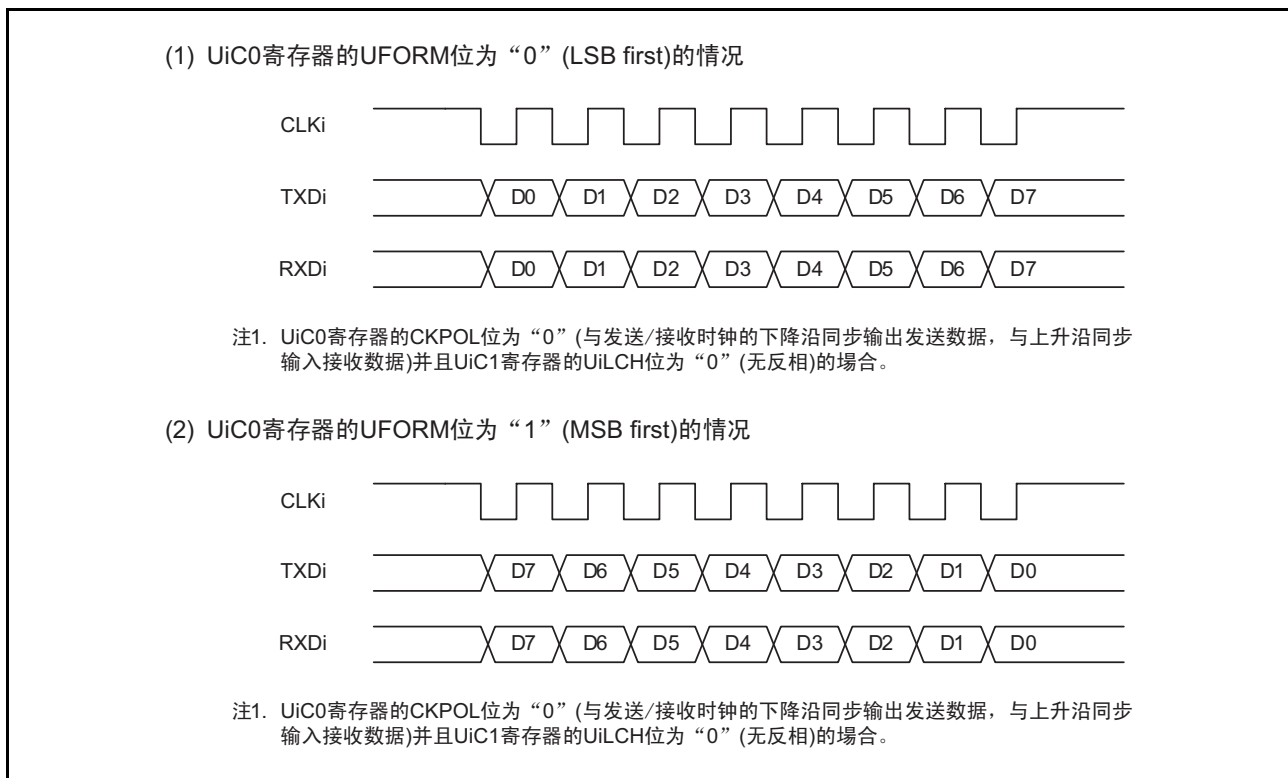 (1) UiC0寄存器的UFORM位为“0”(LSB first)的情况
CLKi
TXDi D0 D1 D2 D3 D4 D5 D6 D7
RXDi D0 D1 D2 D3 D4 D5 D6 D7
注1. UiC0寄存器的CKPOL位为“0”(与发送/接收时钟的下降沿同步输出发送数据，与上升沿同步
输入接收数据)并且UiC1寄存器的UiLCH位为“0”(无反相)的場合。
(2) UiC0寄存器的UFORM位为“1”(MSB first)的情况
CLKi
TXDi D7 D6 D5 D4 D3 D2 D1 D0
RXDi D7 D6 D5 D4 D3 D2 D1 D0
注1. UiC0寄存器的CKPOL位为“0”(与发送/接收时钟的下降沿同步输出发送数据，与上升沿同步
输入接收数据)并且UiC1寄存器的UiLCH位为“0”(无反相)的場合。